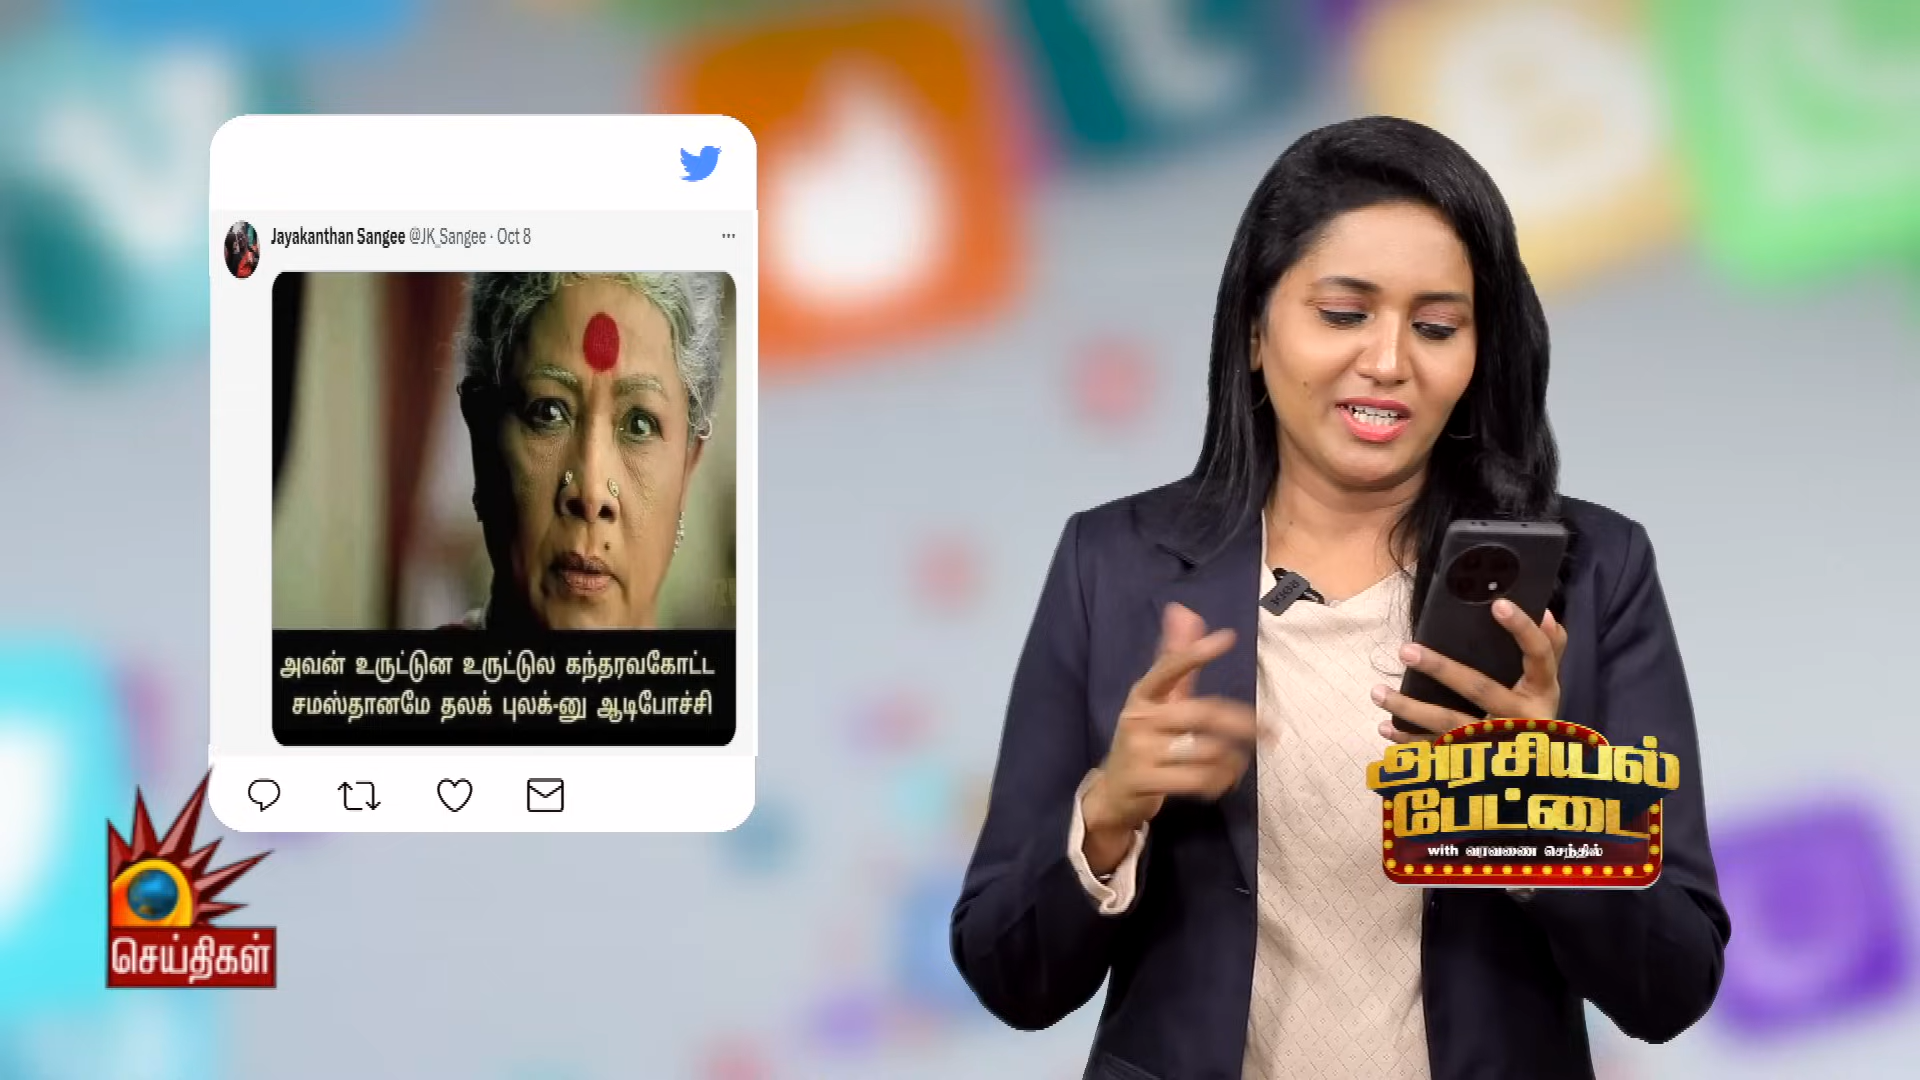 Jayakanthan Sangee @JK_Sangee · Oct 8
அவன் உருட்டுன உருட்டுல கந்தரவகோட்ட
சமஸ்தானமே தலக் புலக்-னு ஆடிபோச்சி
அரசியல்
பேட்டை
with வரவணை செந்தில்
செய்திகள்